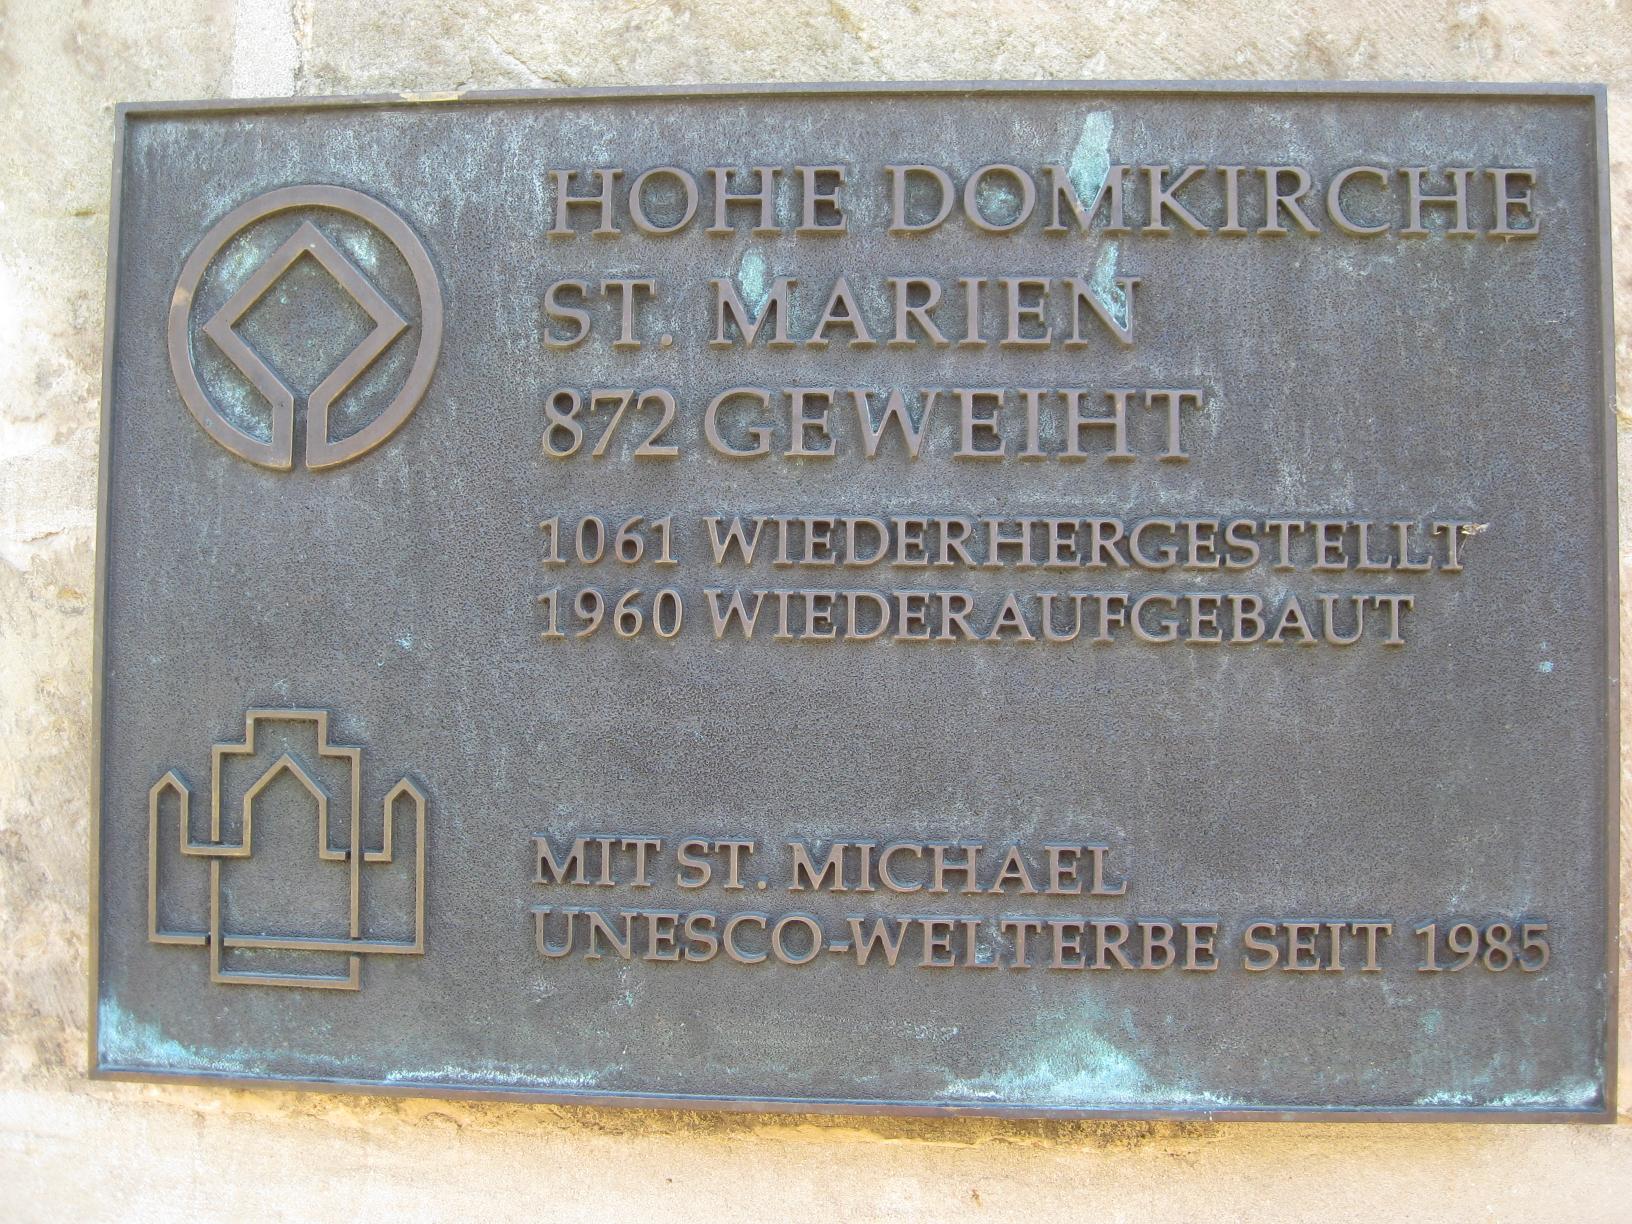 HOHE DOMKIRCHE
ST. MARIEN
872 GEWEIHT
1061 WIEDERHERGESTELLT
1960 WIEDERAUFGEBAUT
MIT ST. MICHAEL
UNESCO-WELTERBE SEIT 1985